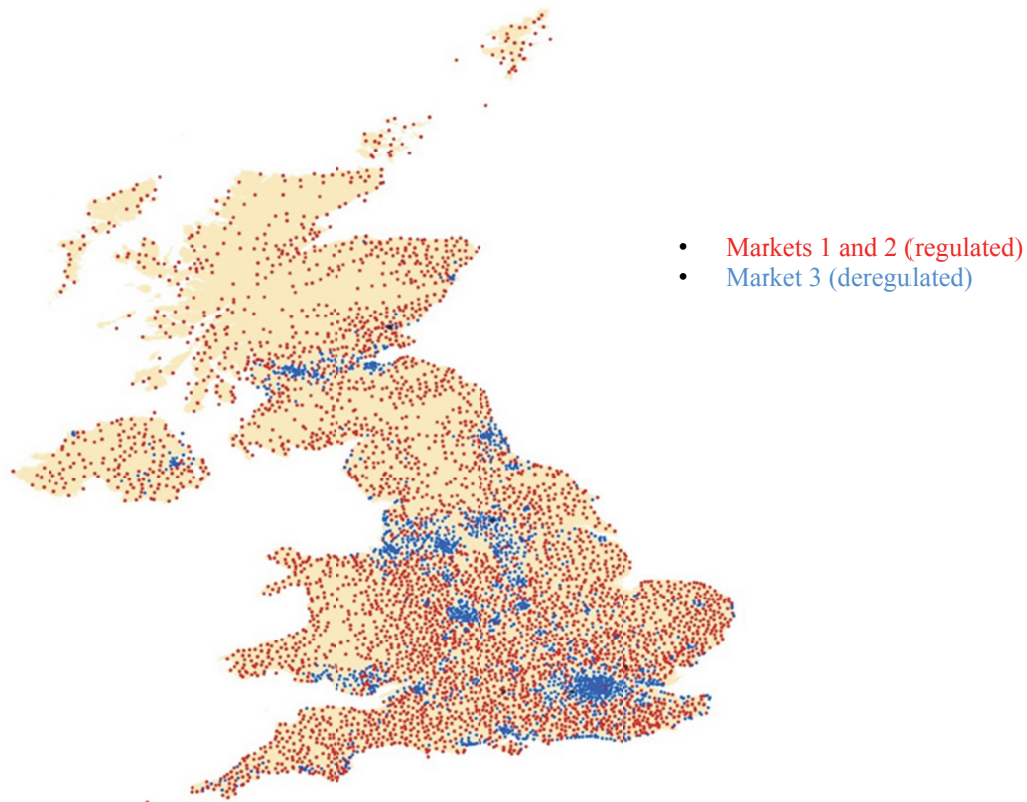 • Markets 1 and 2 (regulated)
• Market 3 (deregulated)